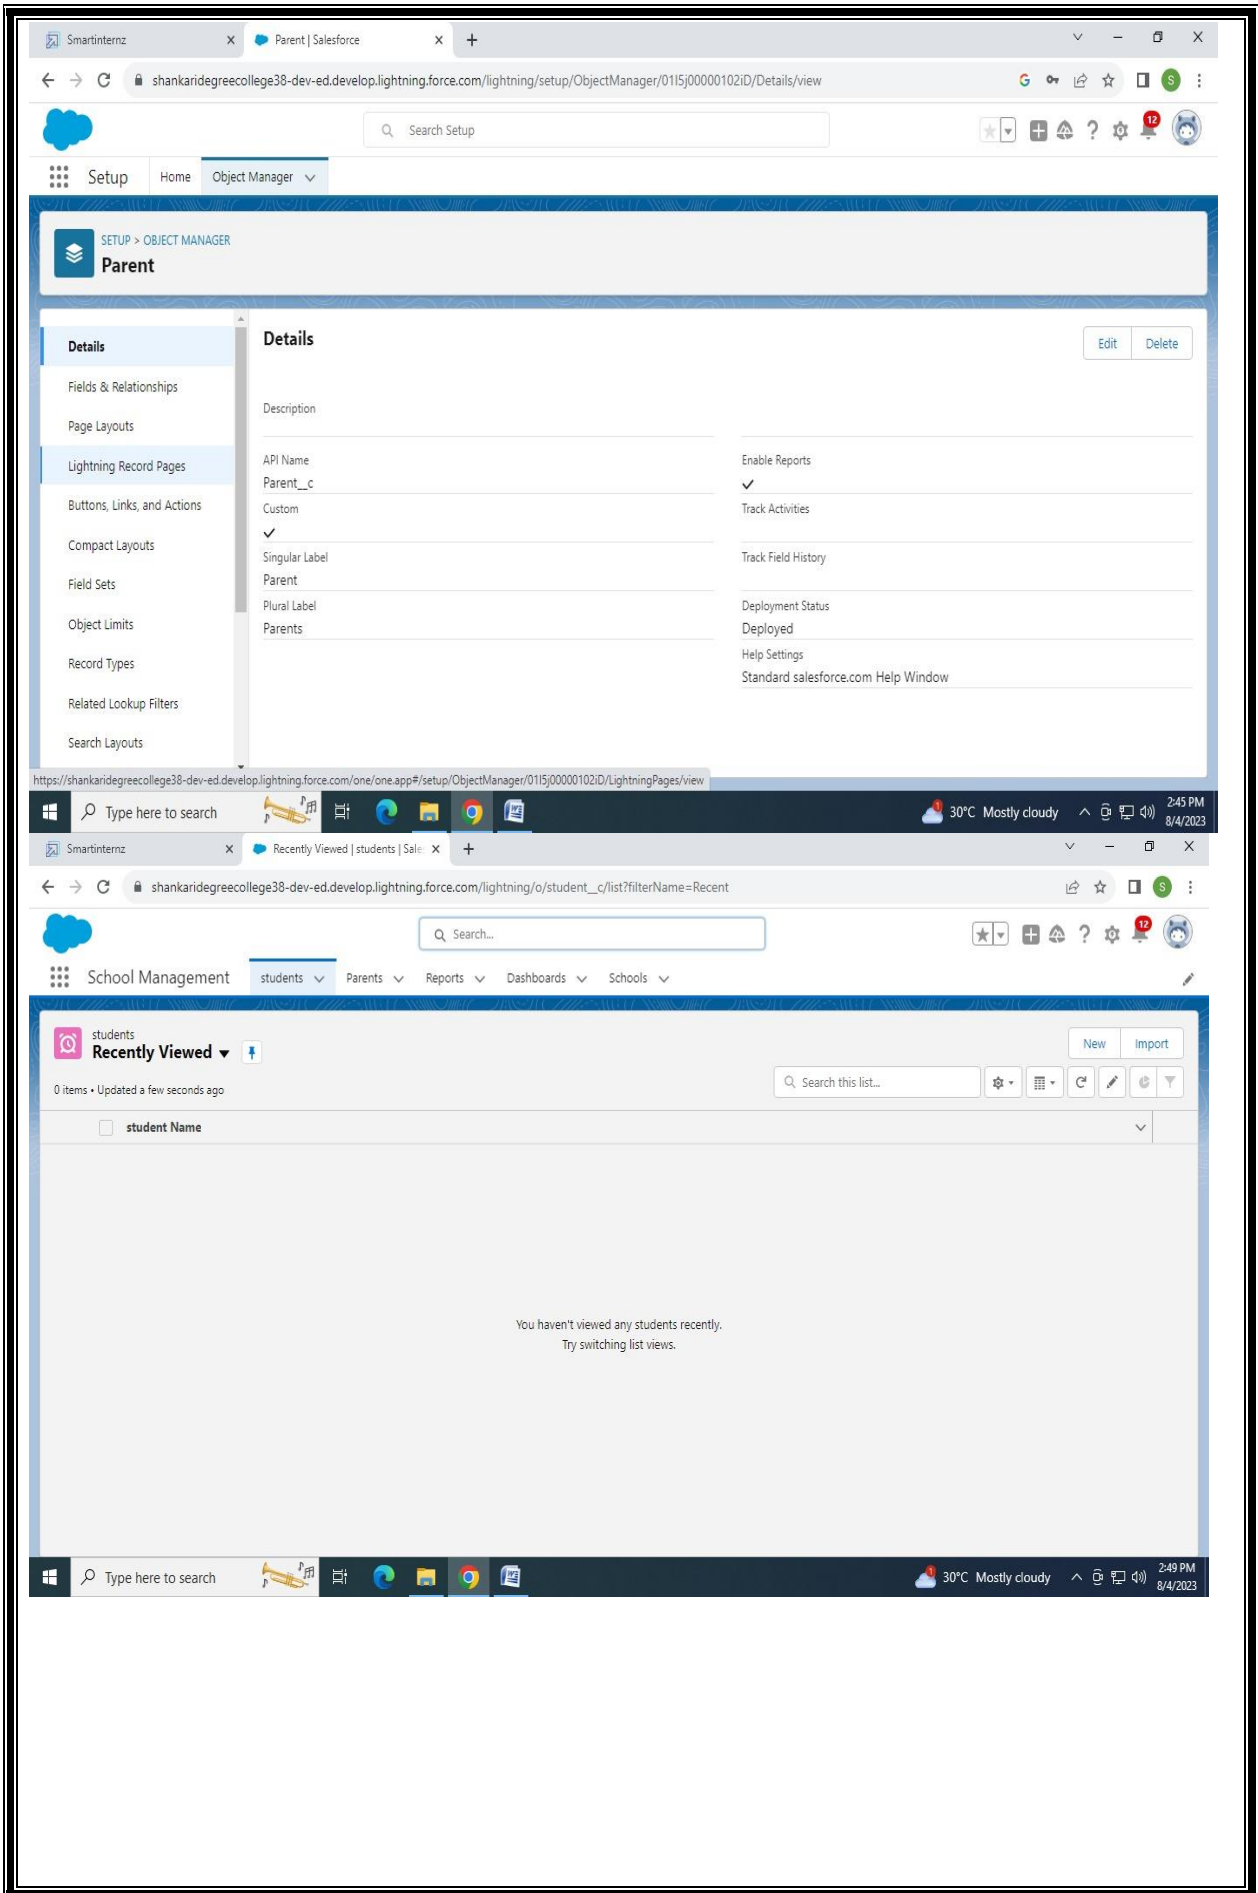 Smartinternz
Parent | Salesforce
shankaridegreecollege38-dev-ed.develop.lightning.force.com/lightning/setup/ObjectManager/01I5j00000102iD/Details/view
Search Setup
12
Setup Home Object Manager
SETUP > OBJECT MANAGER
Parent
Details
Fields & Relationships
Page Layouts
Lightning Record Pages
Buttons, Links, and Actions
Compact Layouts
Field Sets
Object Limits
Record Types
Related Lookup Filters
Search Layouts
Details
Edit Delete
Description
API Name
Parent__c
Custom
Singular Label
Parent
Plural Label
Parents
Enable Reports
Track Activities
Track Field History
Deployment Status
Deployed
Help Settings
Standard salesforce.com Help Window
https://shankaridegreecollege38-dev-ed.develop.lightning.force.com/one/one.app#/setup/ObjectManager/01I5j00000102iD/LightningPages/view
Type here to search
30°C Mostly cloudy
2:45 PM
8/4/2023
Smartinternz
Recently Viewed | students | Sale
shankaridegreecollege38-dev-ed.develop.lightning.force.com/lightning/o/student__c/list?filterName=Recent
Search...
12
School Management students Parents Reports Dashboards Schools
students
Recently Viewed
New Import
0 items • Updated a few seconds ago
Search this list...
student Name
You haven't viewed any students recently.
Try switching list views.
Type here to search
30°C Mostly cloudy
2:49 PM
8/4/2023